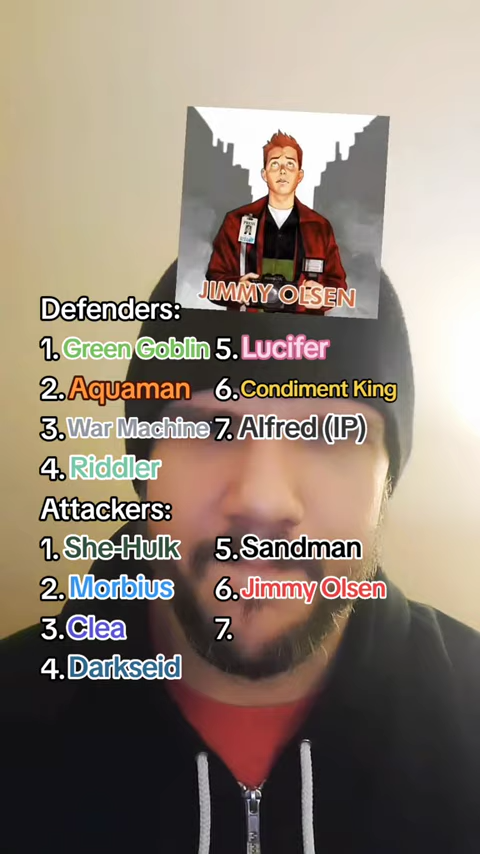 JIMMY OLSEN
Defenders:
1. Green Goblin 5. Lucifer
2. Aquaman 6. Condiment King
3. War Machine 7. Alfred (IP)
4. Riddler
Attackers:
1. She-Hulk 5. Sandman
2. Morbius 6. Jimmy Olsen
3. Clea 7.
4. Darkseid